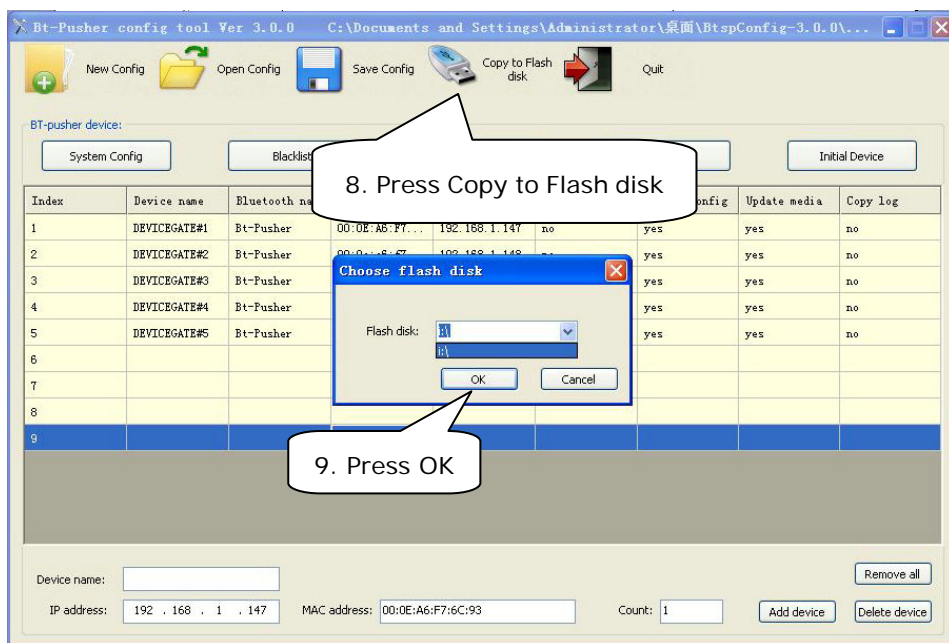 Bt-Pusher config tool Ver 3.0.0 C:\Documents and Settings\Administrator\桌面\BtspConfig-3.0.0\...
New Config Open Config Save Config Copy to Flash disk Quit
BT-pusher device:
System Config Blacklist Initial Device
8. Press Copy to Flash disk
Index Device name Bluetooth na onfig Update media Copy log
1 DEVICEGATE#1 Bt-Pusher 00:0E:A6:F7... 192.168.1.147 no yes yes no
2 DEVICEGATE#2 Bt-Pusher yes yes no
3 DEVICEGATE#3 Bt-Pusher yes yes no
4 DEVICEGATE#4 Bt-Pusher yes yes no
5 DEVICEGATE#5 Bt-Pusher yes yes no
6
7
8
9
Choose flash disk
Flash disk: I:\
I:\
OK Cancel
9. Press OK
Device name: Remove all
IP address: 192 . 168 . 1 . 147 MAC address: 00:0E:A6:F7:6C:93 Count: 1 Add device Delete device